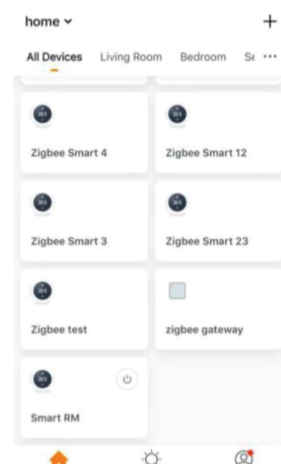 home
All Devices Living Room Bedroom Se
Zigbee Smart 4 Zigbee Smart 12
Zigbee Smart 3 Zigbee Smart 23
Zigbee test zigbee gateway
Smart RM